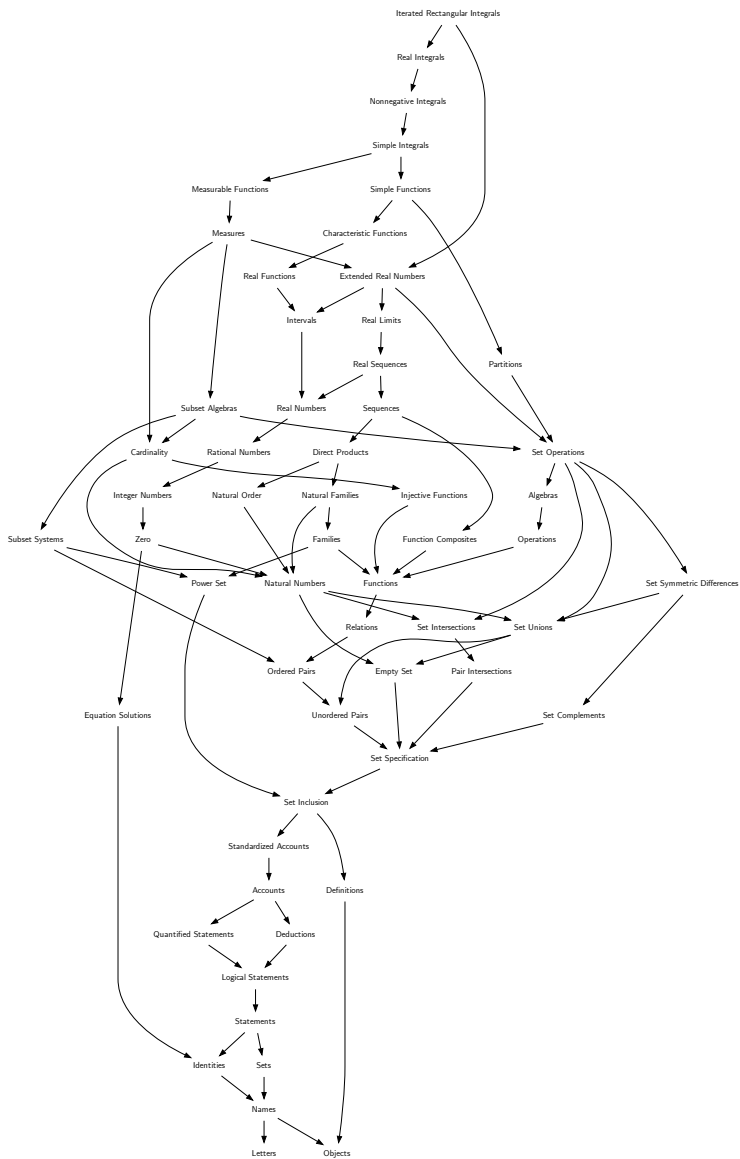 Iterated Rectangular Integrals
Real Integrals
Nonnegative Integrals
Simple Integrals
Measurable Functions
Simple Functions
Measures
Characteristic Functions
Real Functions
Extended Real Numbers
Intervals
Real Limits
Real Sequences
Partitions
Subset Algebras
Real Numbers
Sequences
Cardinality
Rational Numbers
Direct Products
Set Operations
Integer Numbers
Natural Order
Natural Families
Injective Functions
Algebras
Subset Systems
Zero
Families
Function Composites
Operations
Power Set
Natural Numbers
Functions
Set Symmetric Differences
Relations
Set Intersections
Set Unions
Ordered Pairs
Empty Set
Pair Intersections
Equation Solutions
Unordered Pairs
Set Complements
Set Specification
Set Inclusion
Standardized Accounts
Accounts
Definitions
Quantified Statements
Deductions
Logical Statements
Statements
Identities
Sets
Names
Letters
Objects